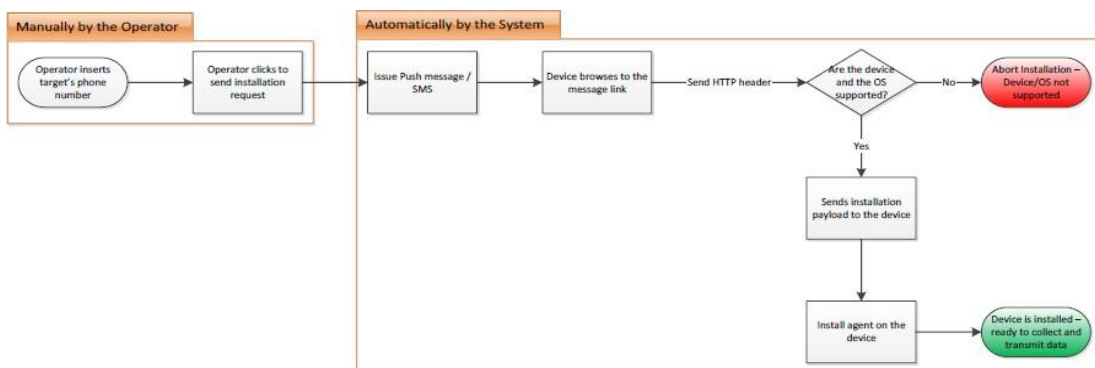 Manually by the Operator
Automatically by the System
Operator inserts
target's phone
number
Operator clicks to
send installation
request
Issue Push message /
SMS
Device browses to the
message link
Send HTTP header
Are the device
and the OS
supported?
No
Abort Installation –
Device/OS not
supported
Yes
Sends installation
payload to the device
Install agent on the
device
Device is installed –
ready to collect and
transmit data